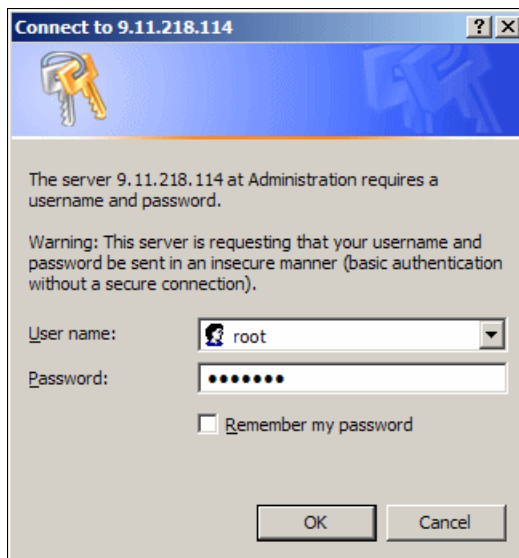 Connect to 9.11.218.114
The server 9.11.218.114 at Administration requires a
username and password.
Warning: This server is requesting that your username and
password be sent in an insecure manner (basic authentication
without a secure connection).
User name:
root
Password:
•••••••
Remember my password
OK
Cancel